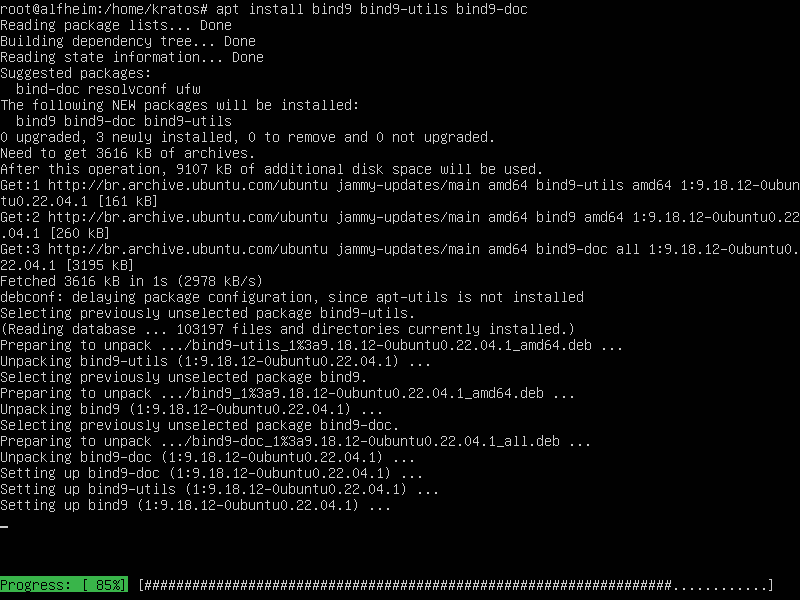 root@alfheim:/home/kratos# apt install bind9 bind9-utils bind9-doc
Reading package lists... Done
Building dependency tree... Done
Reading state information... Done
Suggested packages:
  bind-doc resolvconf ufw
The following NEW packages will be installed:
  bind9 bind9-doc bind9-utils
0 upgraded, 3 newly installed, 0 to remove and 0 not upgraded.
Need to get 3616 kB of archives.
After this operation, 9107 kB of additional disk space will be used.
Get:1 http://br.archive.ubuntu.com/ubuntu jammy-updates/main amd64 bind9-utils amd64 1:9.18.12-0ubun
tu0.22.04.1 [161 kB]
Get:2 http://br.archive.ubuntu.com/ubuntu jammy-updates/main amd64 bind9 amd64 1:9.18.12-0ubuntu0.22
.04.1 [260 kB]
Get:3 http://br.archive.ubuntu.com/ubuntu jammy-updates/main amd64 bind9-doc all 1:9.18.12-0ubuntu0.
22.04.1 [3195 kB]
Fetched 3616 kB in 1s (2978 kB/s)
debconf: delaying package configuration, since apt-utils is not installed
Selecting previously unselected package bind9-utils.
(Reading database ... 103197 files and directories currently installed.)
Preparing to unpack .../bind9-utils_1%3a9.18.12-0ubuntu0.22.04.1_amd64.deb ...
Unpacking bind9-utils (1:9.18.12-0ubuntu0.22.04.1) ...
Selecting previously unselected package bind9.
Preparing to unpack .../bind9_1%3a9.18.12-0ubuntu0.22.04.1_amd64.deb ...
Unpacking bind9 (1:9.18.12-0ubuntu0.22.04.1) ...
Selecting previously unselected package bind9-doc.
Preparing to unpack .../bind9-doc_1%3a9.18.12-0ubuntu0.22.04.1_all.deb ...
Unpacking bind9-doc (1:9.18.12-0ubuntu0.22.04.1) ...
Setting up bind9-doc (1:9.18.12-0ubuntu0.22.04.1) ...
Setting up bind9-utils (1:9.18.12-0ubuntu0.22.04.1) ...
Setting up bind9 (1:9.18.12-0ubuntu0.22.04.1) ...
Progress: [ 85%] [##################################################################............]